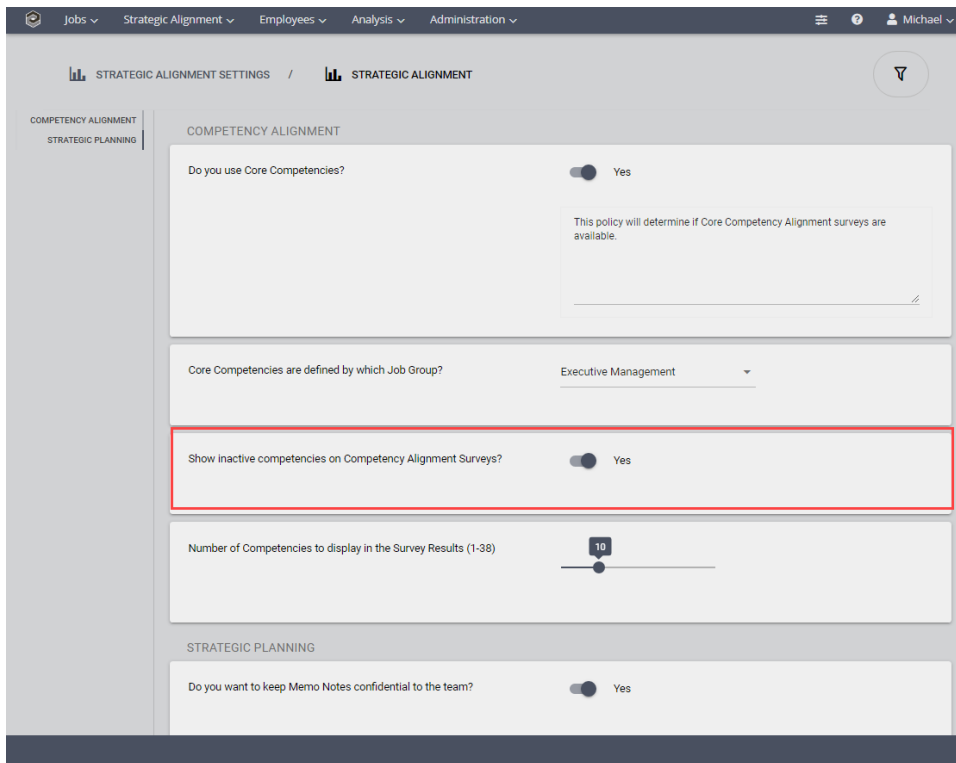 Jobs Strategic Alignment Employees Analysis Administration ? Michael
STRATEGIC ALIGNMENT SETTINGS / STRATEGIC ALIGNMENT
COMPETENCY ALIGNMENT
STRATEGIC PLANNING
COMPETENCY ALIGNMENT
Do you use Core Competencies? Yes
This policy will determine if Core Competency Alignment surveys are
available.
Core Competencies are defined by which Job Group? Executive Management
Show inactive competencies on Competency Alignment Surveys? Yes
Number of Competencies to display in the Survey Results (1-38) 10
STRATEGIC PLANNING
Do you want to keep Memo Notes confidential to the team? Yes